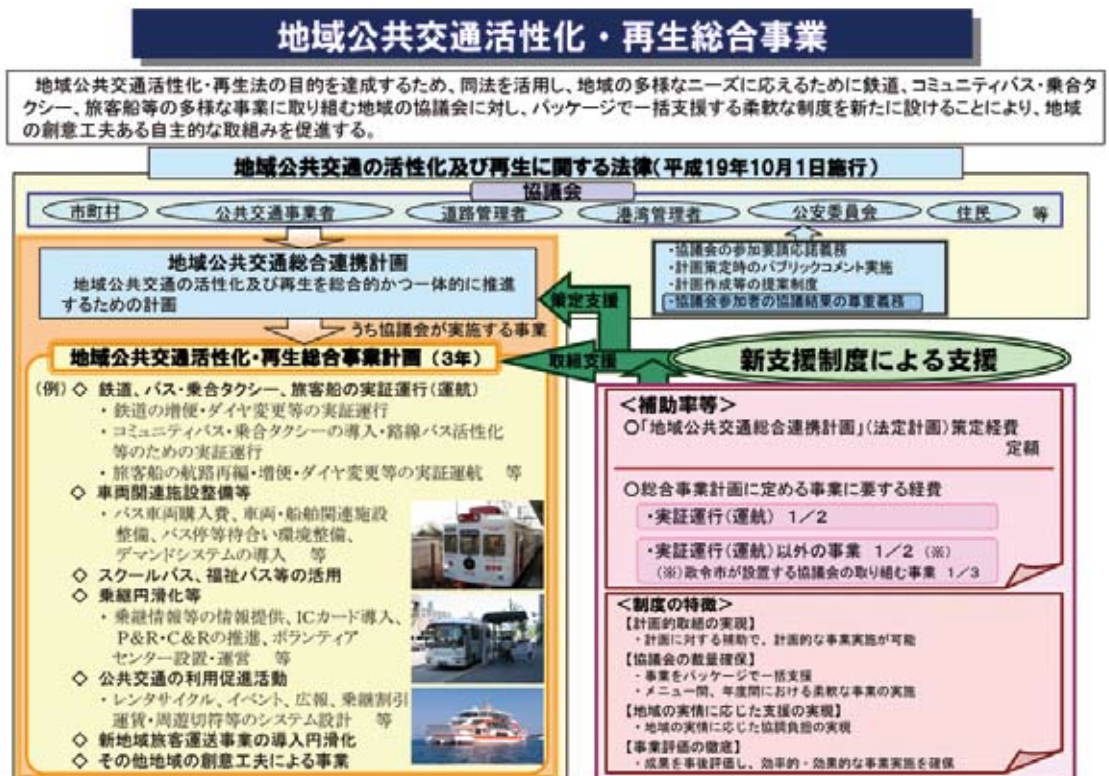 地域公共交通活性化・再生総合事業
地域公共交通活性化・再生法の目的を達成するため、同法を活用し、地域の多様なニーズに応えるために鉄道、コミュニティバス・乗合タ
クシー、旅客船等の多様な事業に取り組む地域の協議会に対し、パッケージで一括支援する柔軟な制度を新たに設けることにより、地域
の創意工夫ある自主的な取組みを促進する。
地域公共交通の活性化及び再生に関する法律(平成19年10月1日施行)
協議会
市町村 公共交通事業者 道路管理者 港湾管理者 公安委員会 住民 等
・協議会の参加要請応諾義務
・計画策定時のパブリックコメント実施
・計画作成等の提案制度
・協議会参加者の協議結果の尊重義務
地域公共交通総合連携計画
地域公共交通の活性化及び再生を総合的かつ一体的に推進
するための計画
策定支援
うち協議会が実施する事業
地域公共交通活性化・再生総合事業計画(3年)
取組支援
新支援制度による支援
(例)◇ 鉄道、バス・乗合タクシー、旅客船の実証運行(運航)
・鉄道の増便・ダイヤ変更等の実証運行
・コミュニティバス・乗合タクシーの導入・路線バス活性化
等のための実証運行
・旅客船の航路再編・増便・ダイヤ変更等の実証運航 等
◇ 車両関連施設整備等
・バス車両購入費、車両・船舶関連施設
整備、バス停等待合い環境整備、
デマンドシステムの導入 等
◇ スクールバス、福祉バス等の活用
◇ 乗継円滑化等
・乗継情報等の情報提供、ICカード導入、
P&R・C&Rの推進、ボランティア
センター設置・運営 等
◇ 公共交通の利用促進活動
・レンタサイクル、イベント、広報、乗継割引
運賃・周遊切符等のシステム設計 等
◇ 新地域旅客運送事業の導入円滑化
◇ その他地域の創意工夫による事業
<補助率等>
○「地域公共交通総合連携計画」(法定計画)策定経費
定額
○総合事業計画に定める事業に要する経費
・実証運行(運航) 1/2
・実証運行(運航)以外の事業 1/2 (※)
(※)政令市が設置する協議会の取り組む事業 1/3
<制度の特徴>
【計画的取組の実現】
・計画に対する補助で、計画的な事業実施が可能
【協議会の裁量確保】
・事業をパッケージで一括支援
・メニュー間、年度間における柔軟な事業の実施
【地域の実情に応じた支援の実現】
・地域の実情に応じた協調負担の実現
【事業評価の徹底】
・成果を事後評価し、効率的・効果的な事業実施を確保